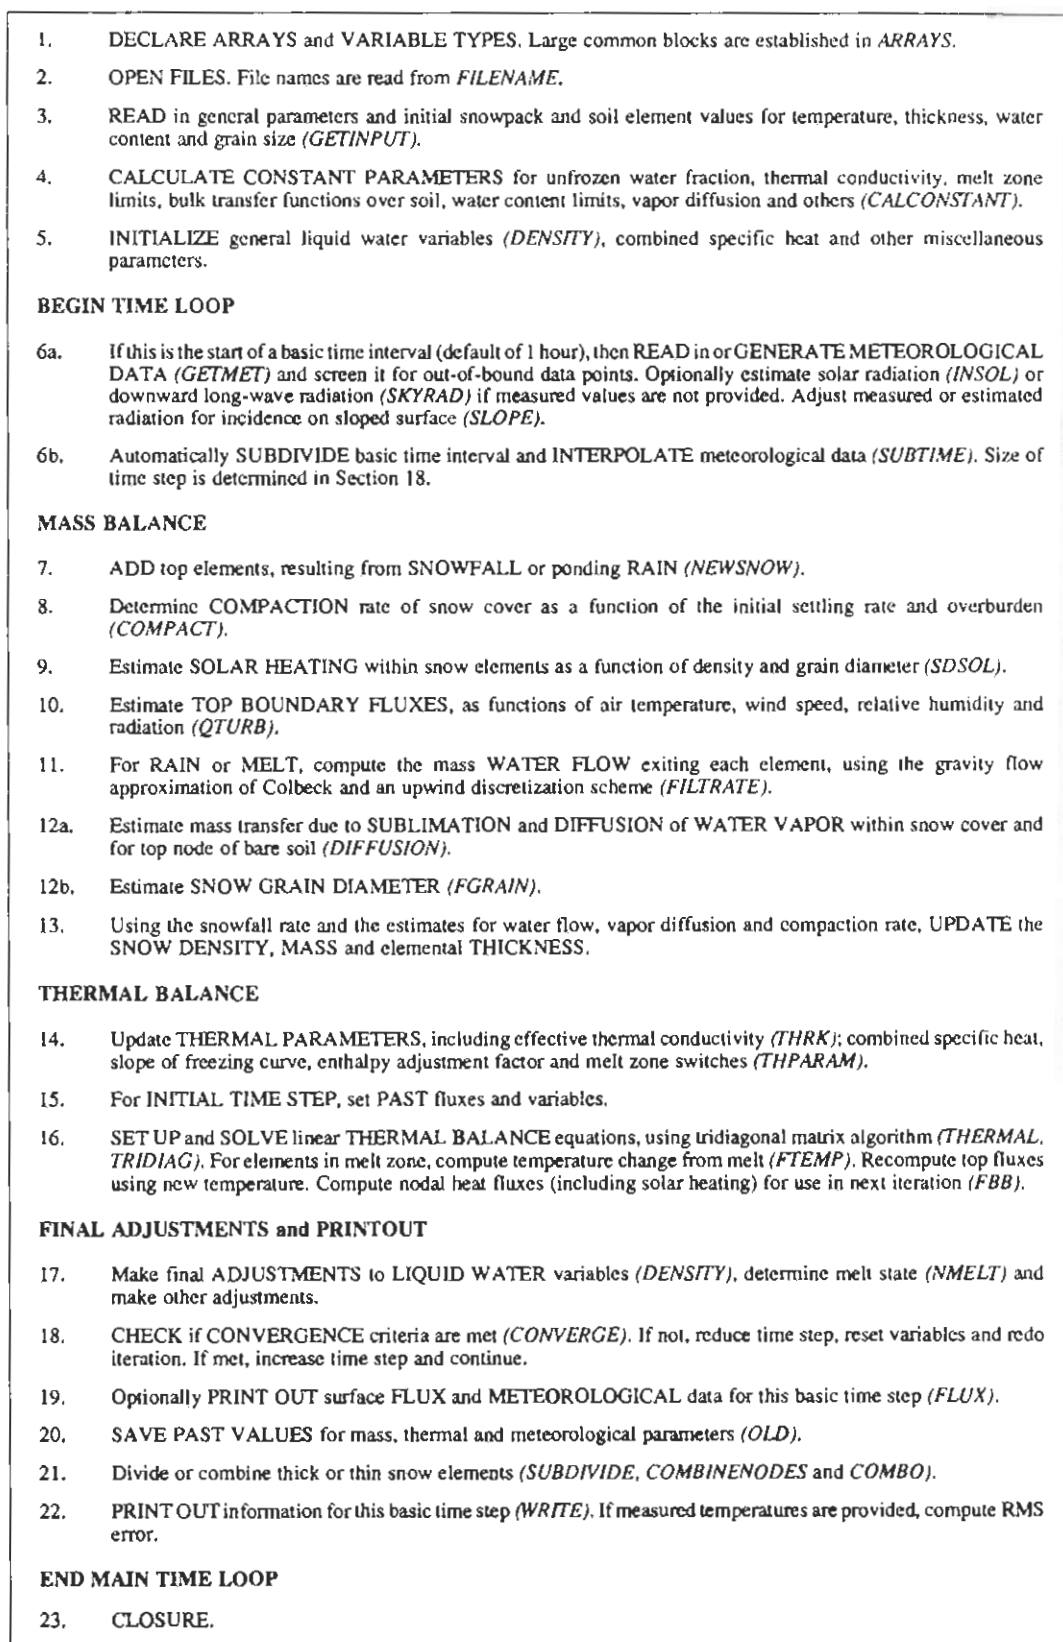 1. DECLARE ARRAYS and VARIABLE TYPES. Large common blocks are established in ARRAYS.
2. OPEN FILES. File names are read from FILENAME.
3. READ in general parameters and initial snowpack and soil element values for temperature, thickness, water
content and grain size (GETINPUT).
4. CALCULATE CONSTANT PARAMETERS for unfrozen water fraction, thermal conductivity, melt zone
limits, bulk transfer functions over soil, water content limits, vapor diffusion and others (CALCONSTANT).
5. INITIALIZE general liquid water variables (DENSITY), combined specific heat and other miscellaneous
parameters.
BEGIN TIME LOOP
6a. If this is the start of a basic time interval (default of 1 hour), then READ in or GENERATE METEOROLOGICAL
DATA (GETMET) and screen it for out-of-bound data points. Optionally estimate solar radiation (INSOL) or
downward long-wave radiation (SKYRAD) if measured values are not provided. Adjust measured or estimated
radiation for incidence on sloped surface (SLOPE).
6b. Automatically SUBDIVIDE basic time interval and INTERPOLATE meteorological data (SUBTIME). Size of
time step is determined in Section 18.
MASS BALANCE
7. ADD top elements, resulting from SNOWFALL or ponding RAIN (NEWSNOW).
8. Determine COMPACTION rate of snow cover as a function of the initial settling rate and overburden
(COMPACT).
9. Estimate SOLAR HEATING within snow elements as a function of density and grain diameter (SDSOL).
10. Estimate TOP BOUNDARY FLUXES, as functions of air temperature, wind speed, relative humidity and
radiation (QTURB).
11. For RAIN or MELT, compute the mass WATER FLOW exiting each element, using the gravity flow
approximation of Colbeck and an upwind discretization scheme (FILTRATE).
12a. Estimate mass transfer due to SUBLIMATION and DIFFUSION of WATER VAPOR within snow cover and
for top node of bare soil (DIFFUSION).
12b. Estimate SNOW GRAIN DIAMETER (FGRAIN).
13. Using the snowfall rate and the estimates for water flow, vapor diffusion and compaction rate, UPDATE the
SNOW DENSITY, MASS and elemental THICKNESS.
THERMAL BALANCE
14. Update THERMAL PARAMETERS, including effective thermal conductivity (THRK); combined specific heat,
slope of freezing curve, enthalpy adjustment factor and melt zone switches (THPARAM).
15. For INITIAL TIME STEP, set PAST fluxes and variables.
16. SET UP and SOLVE linear THERMAL BALANCE equations, using tridiagonal matrix algorithm (THERMAL,
TRIDIAG). For elements in melt zone, compute temperature change from melt (FTEMP). Recompute top fluxes
using new temperature. Compute nodal heat fluxes (including solar heating) for use in next iteration (FBB).
FINAL ADJUSTMENTS and PRINTOUT
17. Make final ADJUSTMENTS to LIQUID WATER variables (DENSITY), determine melt state (NMELT) and
make other adjustments.
18. CHECK if CONVERGENCE criteria are met (CONVERGE). If not, reduce time step, reset variables and redo
iteration. If met, increase time step and continue.
19. Optionally PRINT OUT surface FLUX and METEOROLOGICAL data for this basic time step (FLUX).
20. SAVE PAST VALUES for mass, thermal and meteorological parameters (OLD).
21. Divide or combine thick or thin snow elements (SUBDIVIDE, COMBINENODES and COMBO).
22. PRINT OUT information for this basic time step (WRITE). If measured temperatures are provided, compute RMS
error.
END MAIN TIME LOOP
23. CLOSURE.